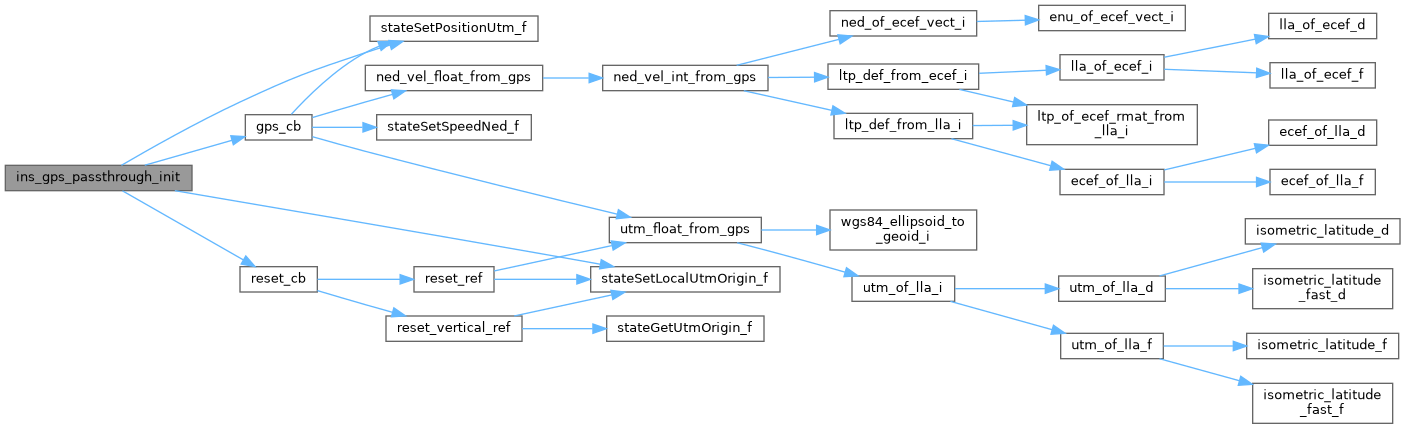 ins_gps_passthrough_init
stateSetPositionUtm_f
gps_cb
ned_vel_float_from_gps
stateSetSpeedNed_f
ned_vel_int_from_gps
ned_of_ecef_vect_i
enu_of_ecef_vect_i
ltp_def_from_ecef_i
lla_of_ecef_i
lla_of_ecef_d
lla_of_ecef_f
ltp_of_ecef_rmat_from
_lla_i
ltp_def_from_lla_i
ecef_of_lla_i
ecef_of_lla_d
ecef_of_lla_f
utm_float_from_gps
wgs84_ellipsoid_to
_geoid_i
utm_of_lla_i
utm_of_lla_d
isometric_latitude_d
isometric_latitude
_fast_d
utm_of_lla_f
isometric_latitude_f
isometric_latitude
_fast_f
reset_cb
reset_ref
stateSetLocalUtmOrigin_f
reset_vertical_ref
stateGetUtmOrigin_f